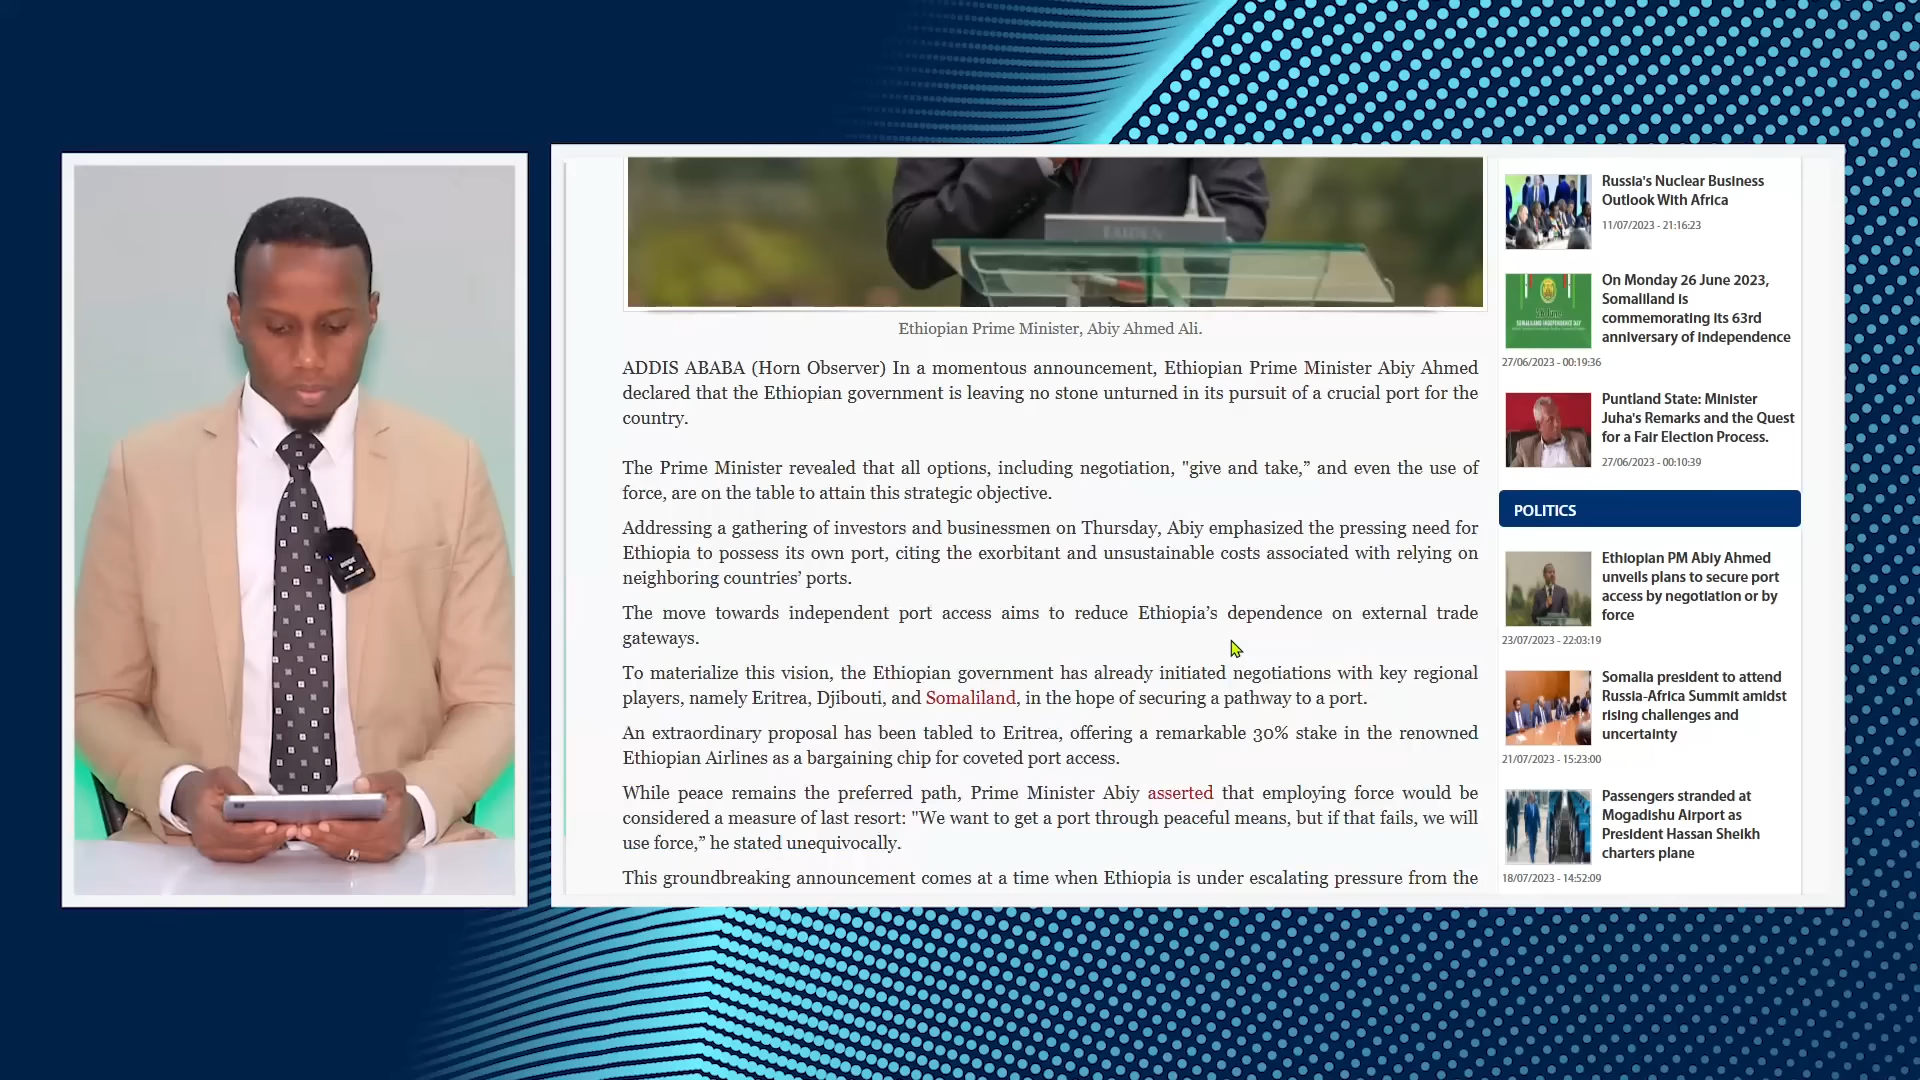 Ethiopian Prime Minister, Abiy Ahmed Ali.
ADDIS ABABA (Horn Observer) In a momentous announcement, Ethiopian Prime Minister Abiy Ahmed
declared that the Ethiopian government is leaving no stone unturned in its pursuit of a crucial port for the
country.
The Prime Minister revealed that all options, including negotiation, "give and take,” and even the use of
force, are on the table to attain this strategic objective.
Addressing a gathering of investors and businessmen on Thursday, Abiy emphasized the pressing need for
Ethiopia to possess its own port, citing the exorbitant and unsustainable costs associated with relying on
neighboring countries’ ports.
The move towards independent port access aims to reduce Ethiopia’s dependence on external trade
gateways.
To materialize this vision, the Ethiopian government has already initiated negotiations with key regional
players, namely Eritrea, Djibouti, and Somaliland, in the hope of securing a pathway to a port.
An extraordinary proposal has been tabled to Eritrea, offering a remarkable 30% stake in the renowned
Ethiopian Airlines as a bargaining chip for coveted port access.
While peace remains the preferred path, Prime Minister Abiy asserted that employing force would be
considered a measure of last resort: "We want to get a port through peaceful means, but if that fails, we will
use force,” he stated unequivocally.
This groundbreaking announcement comes at a time when Ethiopia is under escalating pressure from the
Russia's Nuclear Business
Outlook With Africa
11/07/2023 - 21:16:23
On Monday 26 June 2023,
Somaliland is
commemorating its 63rd
anniversary of Independence
27/06/2023 - 00:19:36
Puntland State: Minister
Juha's Remarks and the Quest
for a Fair Election Process.
27/06/2023 - 00:10:39
POLITICS
Ethiopian PM Abiy Ahmed
unveils plans to secure port
access by negotiation or by
force
23/07/2023 - 22:03:19
Somalia president to attend
Russia-Africa Summit amidst
rising challenges and
uncertainty
21/07/2023 - 15:23:00
Passengers stranded at
Mogadishu Airport as
President Hassan Sheikh
charters plane
18/07/2023 - 14:52:09